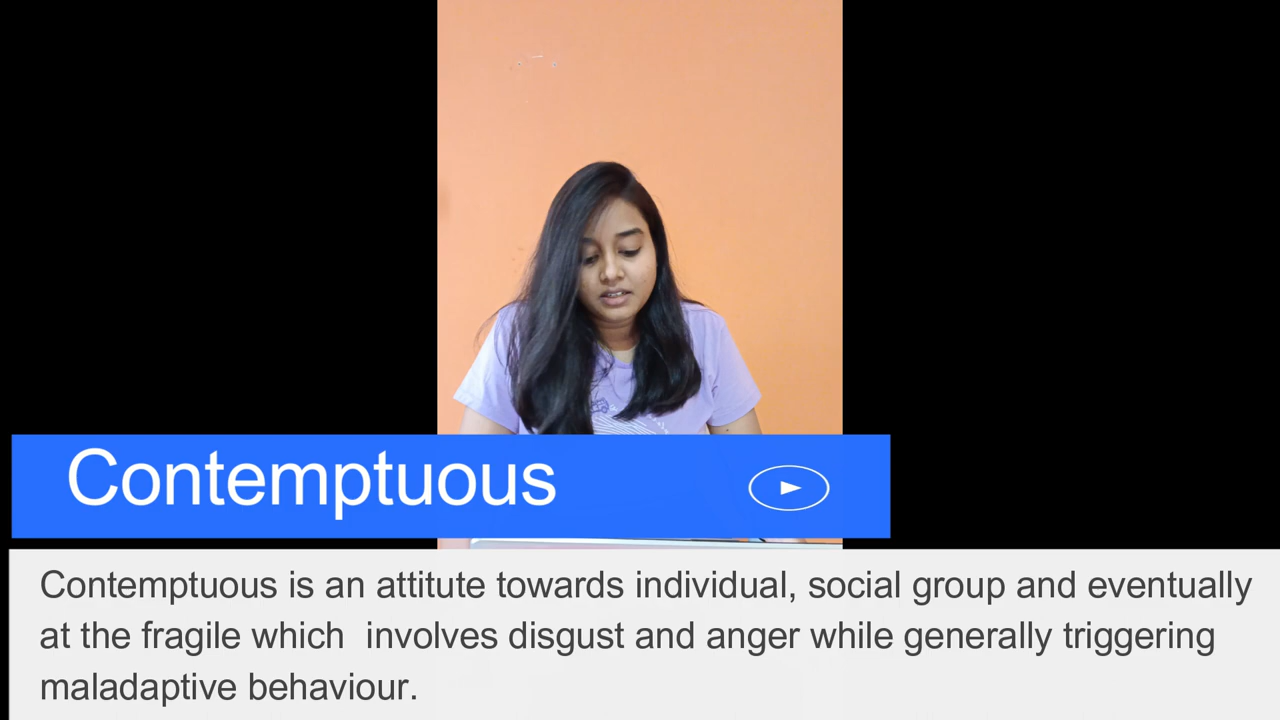 Contemptuous
Contemptuous is an attitute towards individual, social group and eventually
at the fragile which  involves disgust and anger while generally triggering
maladaptive behaviour.